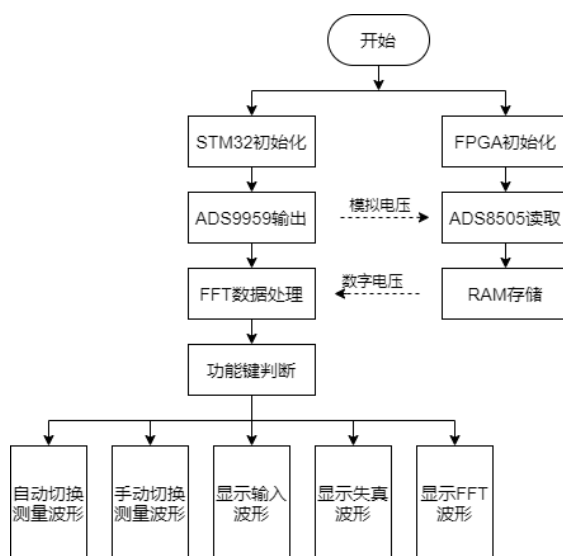 开始
STM32初始化
FPGA初始化
ADS9959输出
模拟电压
ADS8505读取
FFT数据处理
数字电压
RAM存储
功能键判断
自动切换
测量波形
手动切换
测量波形
显示输入
波形
显示失真
波形
显示FFT
波形